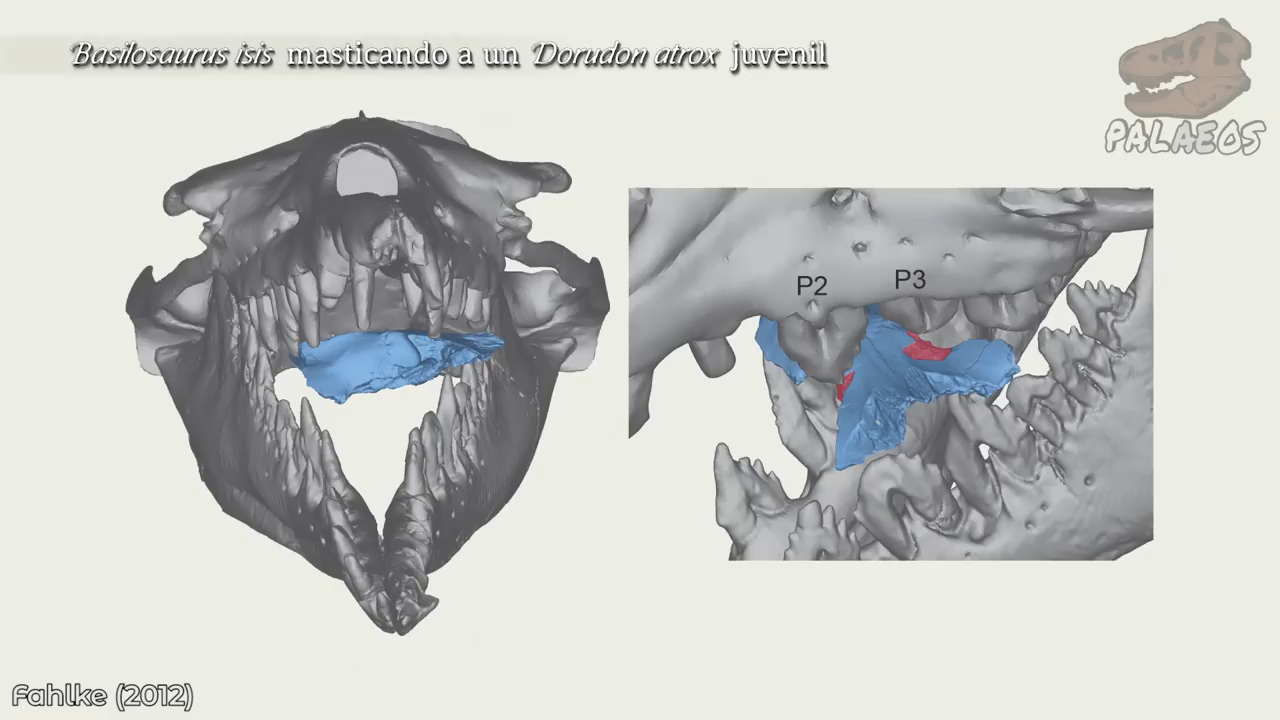 Basilosaurus isis masticando a un Dorudon atrox juvenil
PALAEOS
P2
P3
Fahlke (2012)